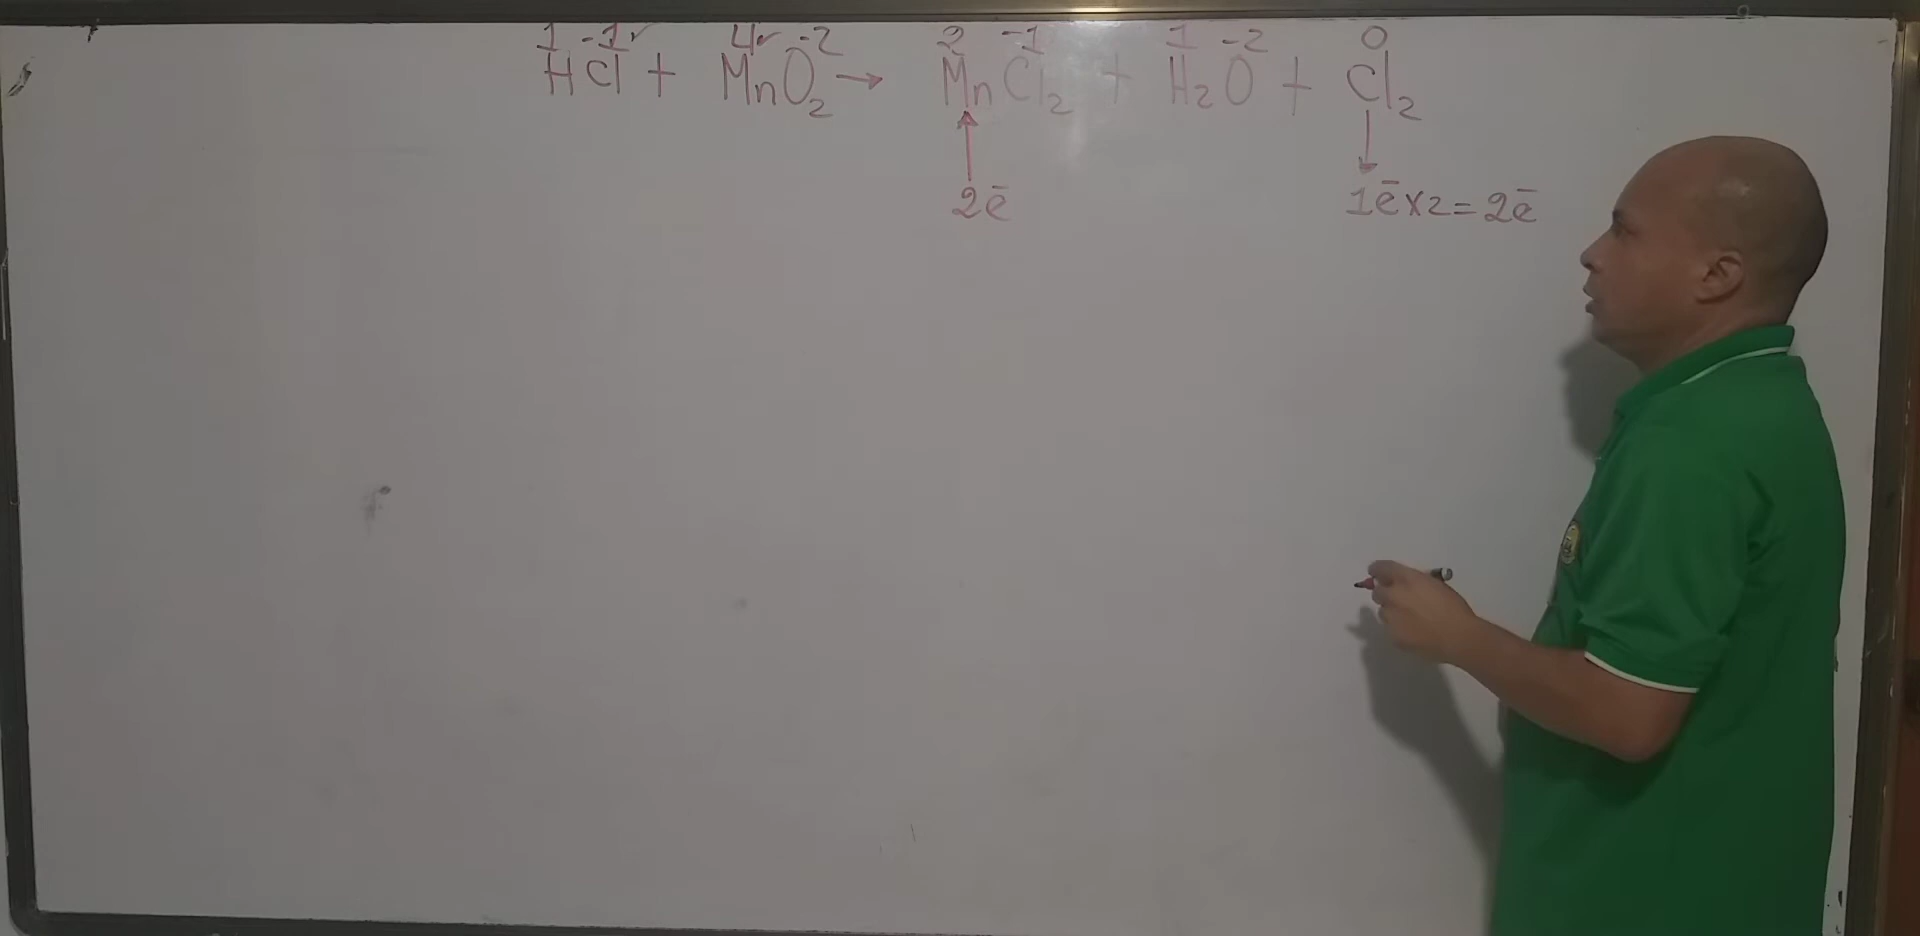 1 -1 4 -2 2 -1 1 -2 0
HCl + MnO₂ → MnCl₂ + H₂O + Cl₂
2e̅ 1e̅x2=2e̅